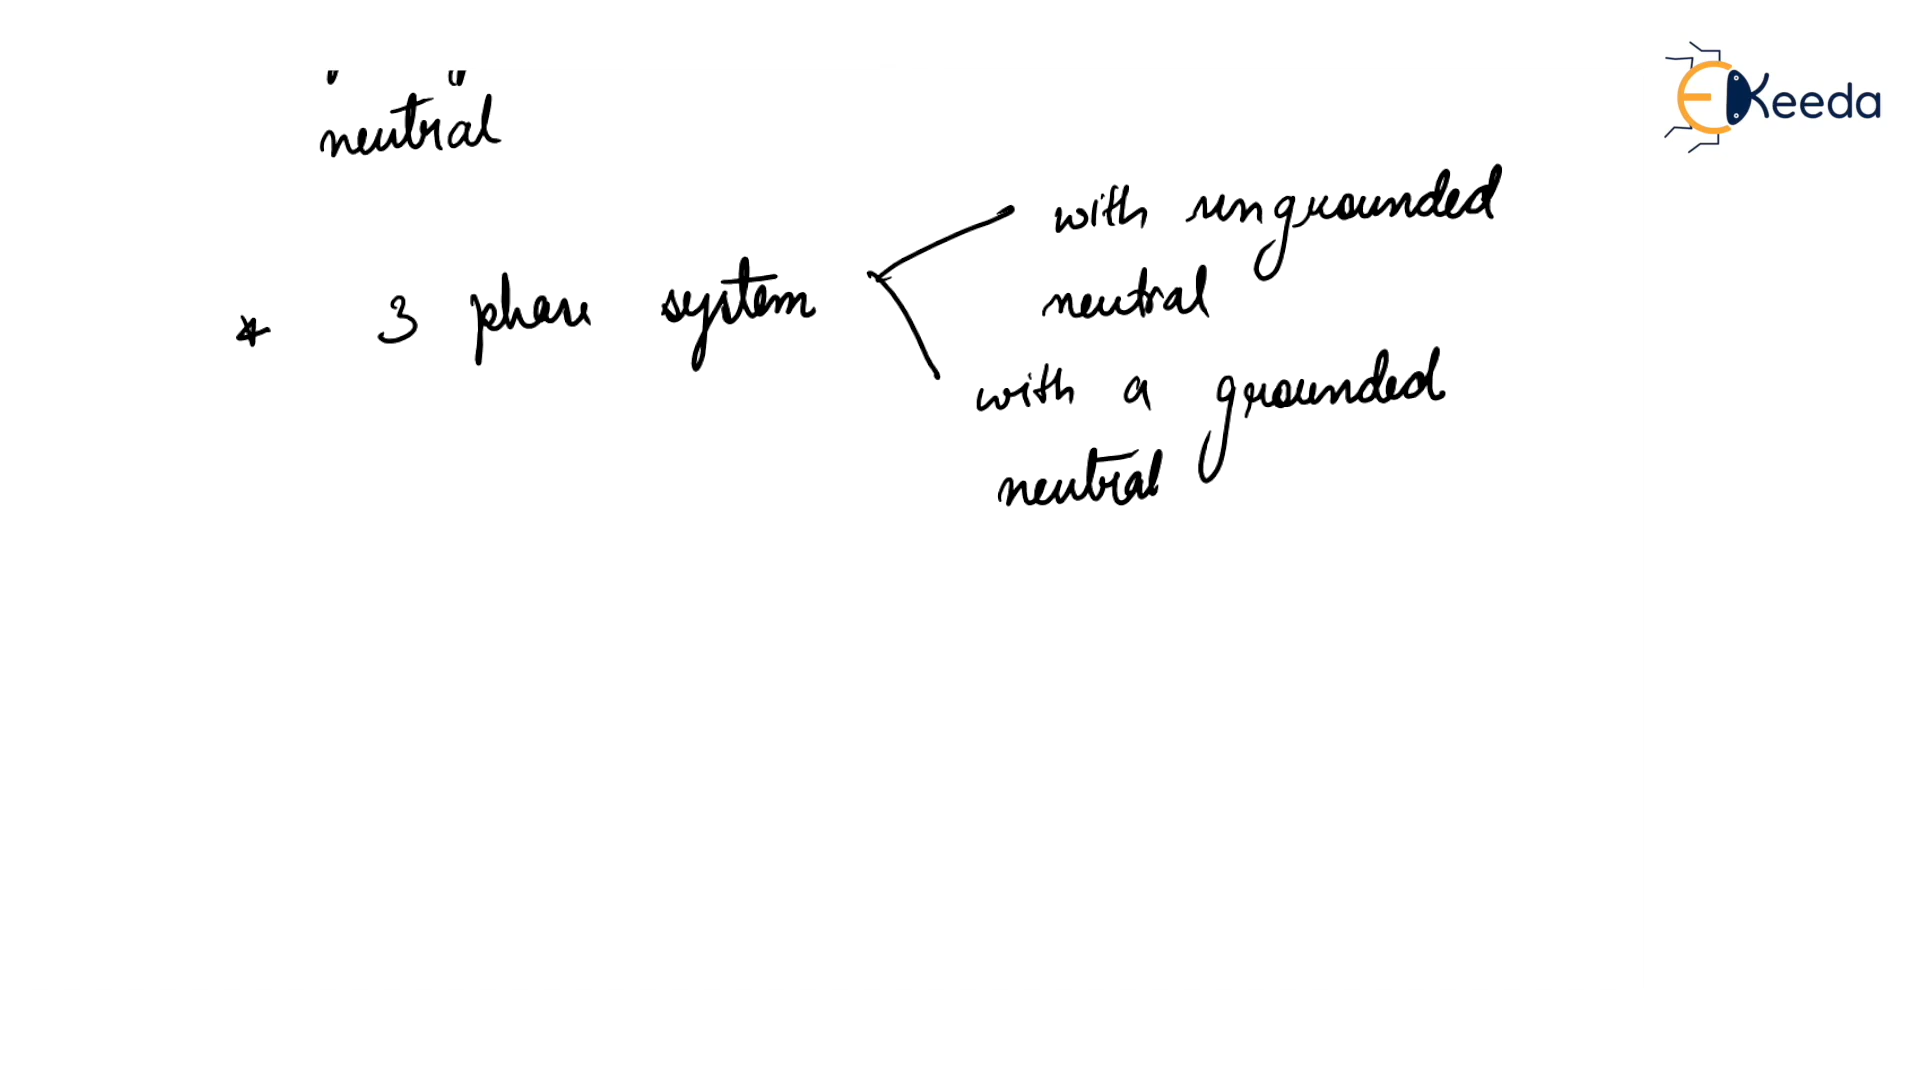 neutral
EKeeda
with ungrounded
neutral
* 3 phase system
with a grounded
neutral